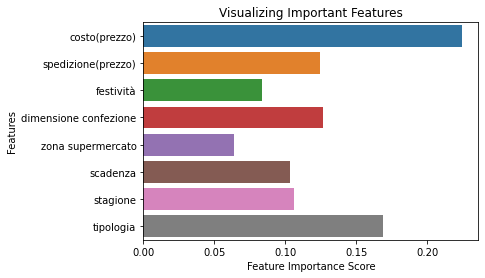 Visualizing Important Features
costo(prezzo)
spedizione(prezzo)
festività
dimensione confezione
zona supermercato
scadenza
stagione
tipologia
Features
0.00 0.05 0.10 0.15 0.20
Feature Importance Score